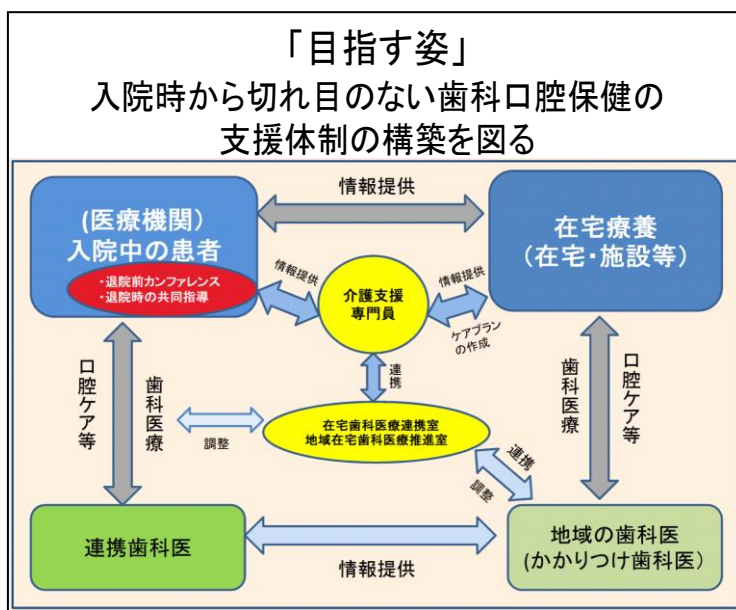 「目指す姿」
入院時から切れ目のない歯科口腔保健の
支援体制の構築を図る
(医療機関)
入院中の患者
・退院前カンファレンス
・退院時の共同指導
情報提供
在宅療養
(在宅・施設等)
情報提供
介護支援
専門員
情報提供
ケアプラン
の作成
連携
口腔ケア等
歯科医療
調整
在宅歯科医療連携室
地域在宅歯科医療推進室
連携
調整
歯科医療
口腔ケア等
連携歯科医
情報提供
地域の歯科医
(かかりつけ歯科医)